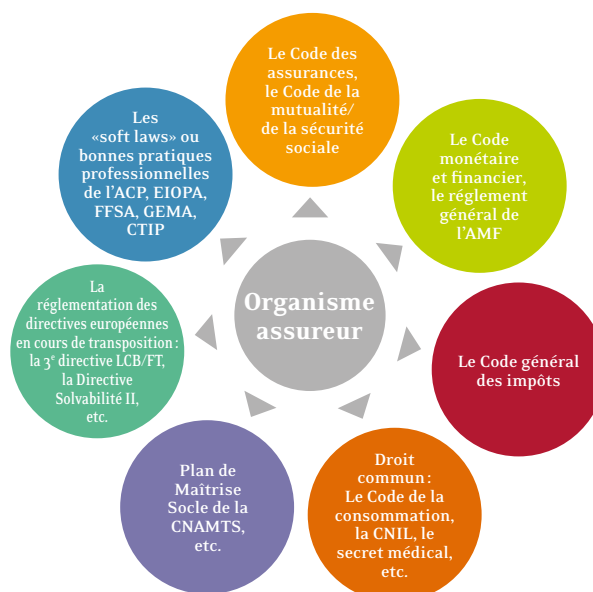 Le Code des
assurances,
le Code de la
mutualité/
de la sécurité
sociale
Le Code
monétaire
et financier,
le réglement
général de
l'AMF
Le Code général
des impôts
Droit
commun :
Le Code de la
consommation,
la CNIL, le
secret médical,
etc.
Plan de
Maîtrise
Socle de la
CNAMTS,
etc.
La
réglementation des
directives européennes
en cours de transposition :
la 3e directive LCB/FT,
la Directive
Solvabilité II,
etc.
Les
«soft laws» ou
bonnes pratiques
professionnelles
de l'ACP, EIOPA,
FFSA, GEMA,
CTIP
Organisme
assureur